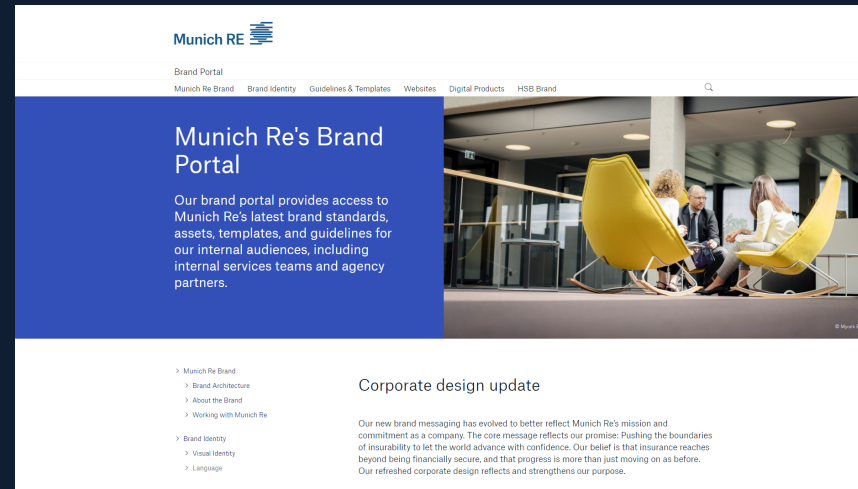 Munich RE
Brand Portal
Munich Re Brand Brand Identity Guidelines & Templates Websites Digital Products HSB Brand
Munich Re's Brand
Portal
Our brand portal provides access to
Munich Re's latest brand standards,
assets, templates, and guidelines for
our internal audiences, including
internal services teams and agency
partners.
> Munich Re Brand
> Brand Architecture
> About the Brand
> Working with Munich Re
> Brand Identity
> Visual Identity
> Language
Corporate design update
Our new brand messaging has evolved to better reflect Munich Re's mission and
commitment as a company. The core message reflects our promise: Pushing the boundaries
of insurability to let the world advance with confidence. Our belief is that insurance reaches
beyond being financially secure, and that progress is more than just moving on as before.
Our refreshed corporate design reflects and strengthens our purpose.